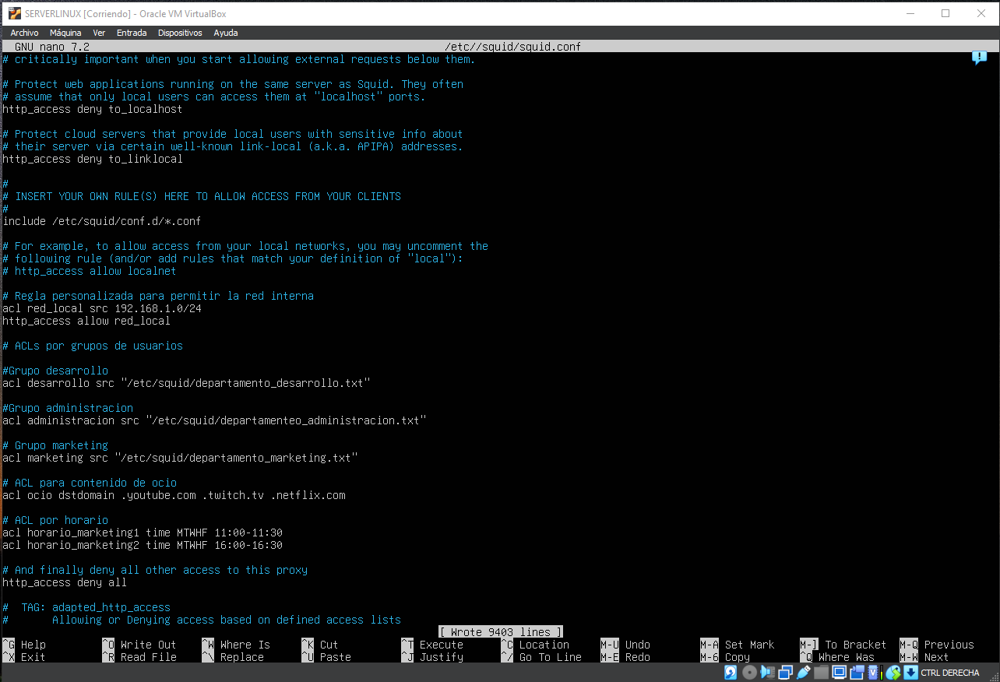 SERVERLINUX [Corriendo] - Oracle VM VirtualBox
Archivo Máquina Ver Entrada Dispositivos Ayuda
GNU nano 7.2 /etc//squid/squid.conf
# critically important when you start allowing external requests below them.
# Protect web applications running on the same server as Squid. They often
# assume that only local users can access them at "localhost" ports.
http_access deny to_localhost
# Protect cloud servers that provide local users with sensitive info about
# their server via certain well-known link-local (a.k.a. APIPA) addresses.
http_access deny to_linklocal
#
# INSERT YOUR OWN RULE(S) HERE TO ALLOW ACCESS FROM YOUR CLIENTS
#
include /etc/squid/conf.d/*.conf
# For example, to allow access from your local networks, you may uncomment the
# following rule (and/or add rules that match your definition of "local"):
# http_access allow localnet
# Regla personalizada para permitir la red interna
acl red_local src 192.168.1.0/24
http_access allow red_local
# ACLs por grupos de usuarios
#Grupo desarrollo
acl desarrollo src "/etc/squid/departamento_desarrollo.txt"
#Grupo administracion
acl administracion src "/etc/squid/departamenteo_administracion.txt"
# Grupo marketing
acl marketing src "/etc/squid/departamento_marketing.txt"
# ACL para contenido de ocio
acl ocio dstdomain .youtube.com .twitch.tv .netflix.com
# ACL por horario
acl horario_marketing1 time MTWHF 11:00-11:30
acl horario_marketing2 time MTWHF 16:00-16:30
# And finally deny all other access to this proxy
http_access deny all
#  TAG: adapted_http_access
#       Allowing or Denying access based on defined access lists
[ Wrote 9403 lines ]
^G Help ^O Write Out ^W Where Is ^K Cut ^T Execute ^C Location M-U Undo M-A Set Mark M-] To Bracket M-Q Previous
^X Exit ^R Read File ^\ Replace ^U Paste ^J Justify ^/ Go To Line M-E Redo M-6 Copy ^Q Where Was M-W Next
CTRL DERECHA